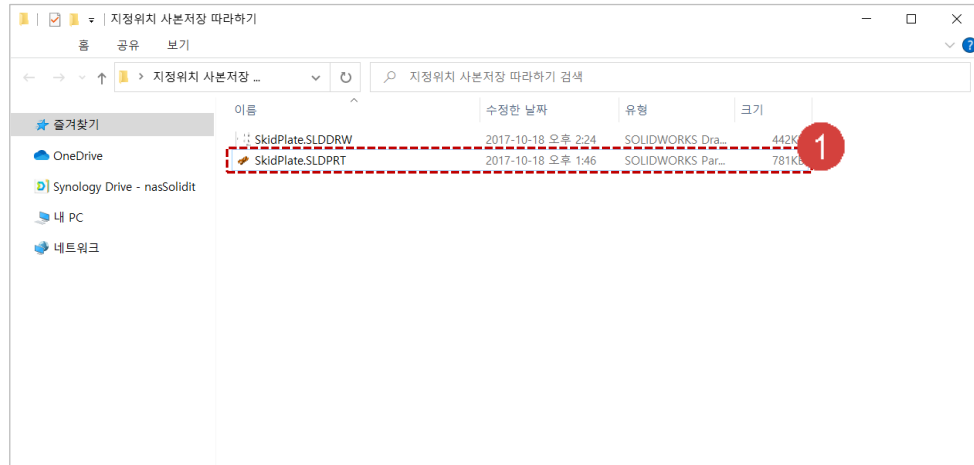 지정위치 사본저장 따라하기
홈 공유 보기
지정위치 사본저장 ... 지정위치 사본저장 따라하기 검색
이름 수정한 날짜 유형 크기
즐겨찾기
OneDrive
Synology Drive - nasSolidit
내 PC
네트워크
SkidPlate.SLDDRW 2017-10-18 오후 2:24 SOLIDWORKS Dra... 442K
SkidPlate.SLDPRT 2017-10-18 오후 1:46 SOLIDWORKS Par... 781KB
1